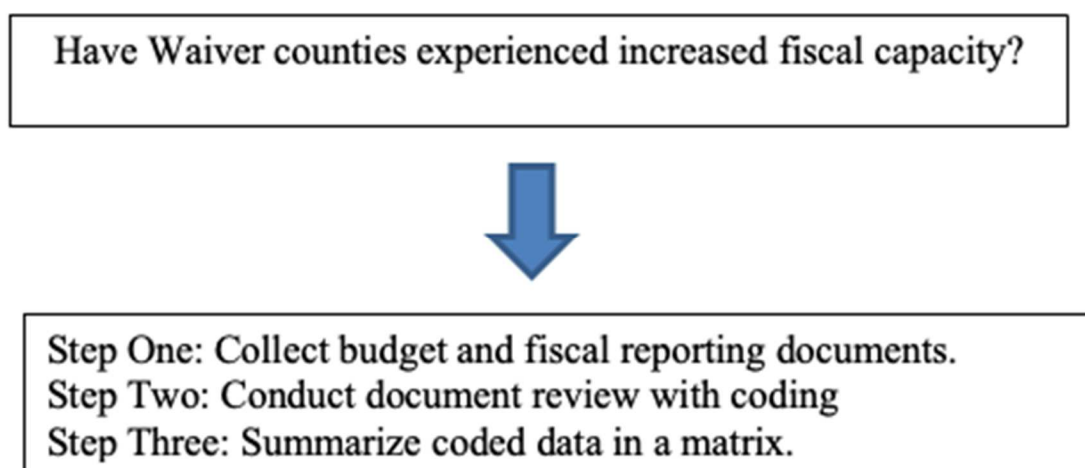 Have Waiver counties experienced increased fiscal capacity?
Step One: Collect budget and fiscal reporting documents.
Step Two: Conduct document review with coding
Step Three: Summarize coded data in a matrix.